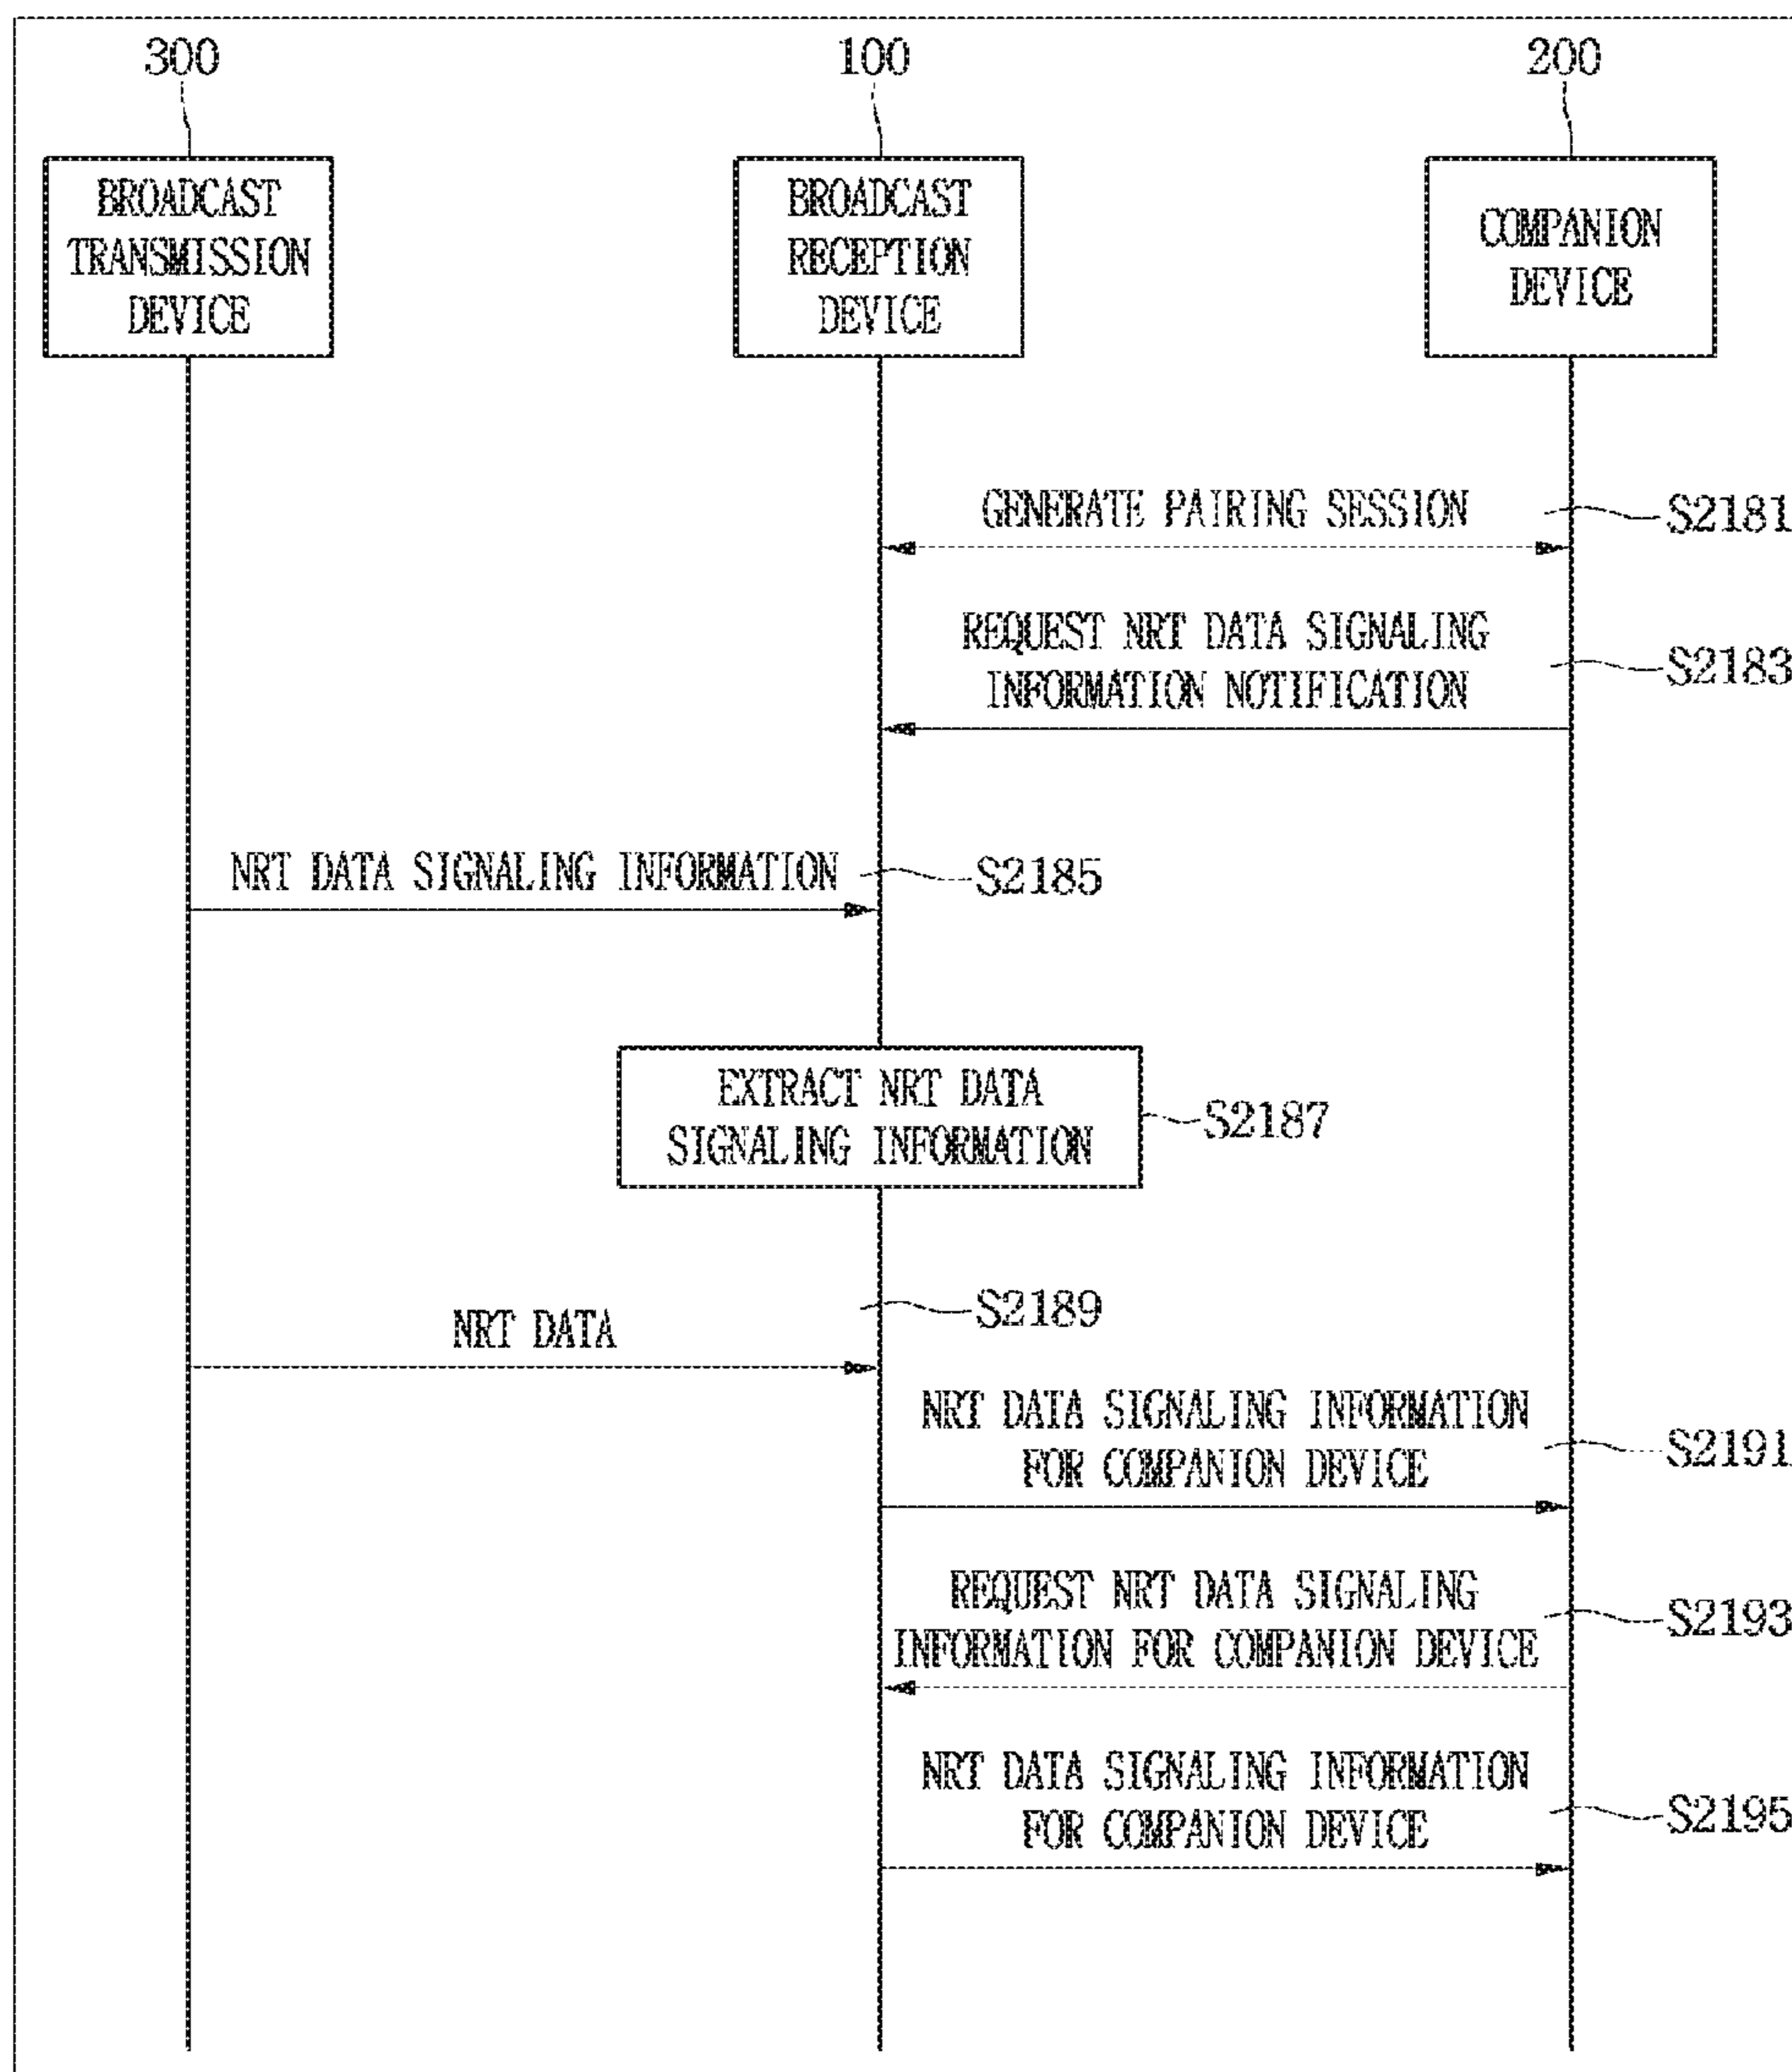 300
100
200
BROADCAST
TRANSMISSION
DEVICE
BROADCAST
RECEPTION
DEVICE
COMPANION
DEVICE
GENERATE PAIRING SESSION
S2181
REQUEST NRT DATA SIGNALING
INFORMATION NOTIFICATION
S2183
NRT DATA SIGNALING INFORMATION
S2185
EXTRACT NRT DATA
SIGNALING INFORMATION
S2187
NRT DATA
S2189
NRT DATA SIGNALING INFORMATION
FOR COMPANION DEVICE
S2191
REQUEST NRT DATA SIGNALING
INFORMATION FOR COMPANION DEVICE
S2193
NRT DATA SIGNALING INFORMATION
FOR COMPANION DEVICE
S2195